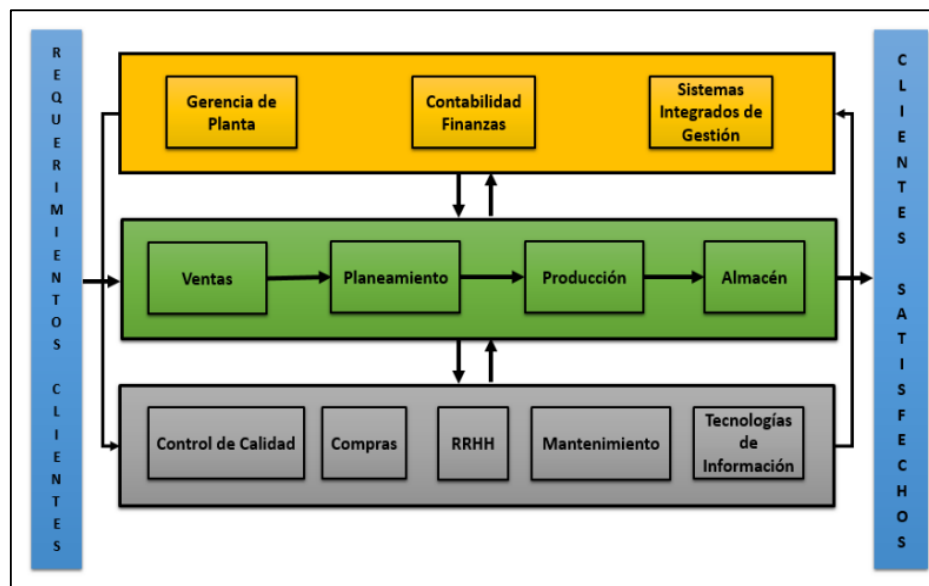 REQUERIMIENTOS CLIENTES
Gerencia de
Planta
Contabilidad
Finanzas
Sistemas
Integrados de
Gestión
Ventas
Planeamiento
Producción
Almacén
Control de Calidad
Compras
RRHH
Mantenimiento
Tecnologías
de
Información
CLIENTES SATISFECHOS